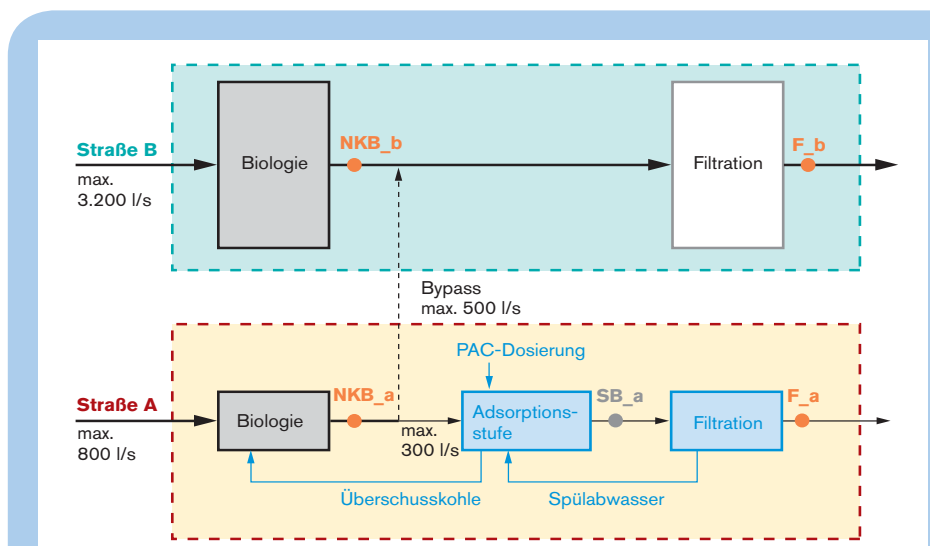 Straße B
max.
3.200 l/s
Biologie
NKB_b
Filtration
F_b
Bypass
max. 500 l/s
PAC-Dosierung
Straße A
max.
800 l/s
Biologie
NKB_a
max.
300 l/s
Adsorptions-
stufe
SB_a
Filtration
F_a
Überschusskohle
Spülabwasser